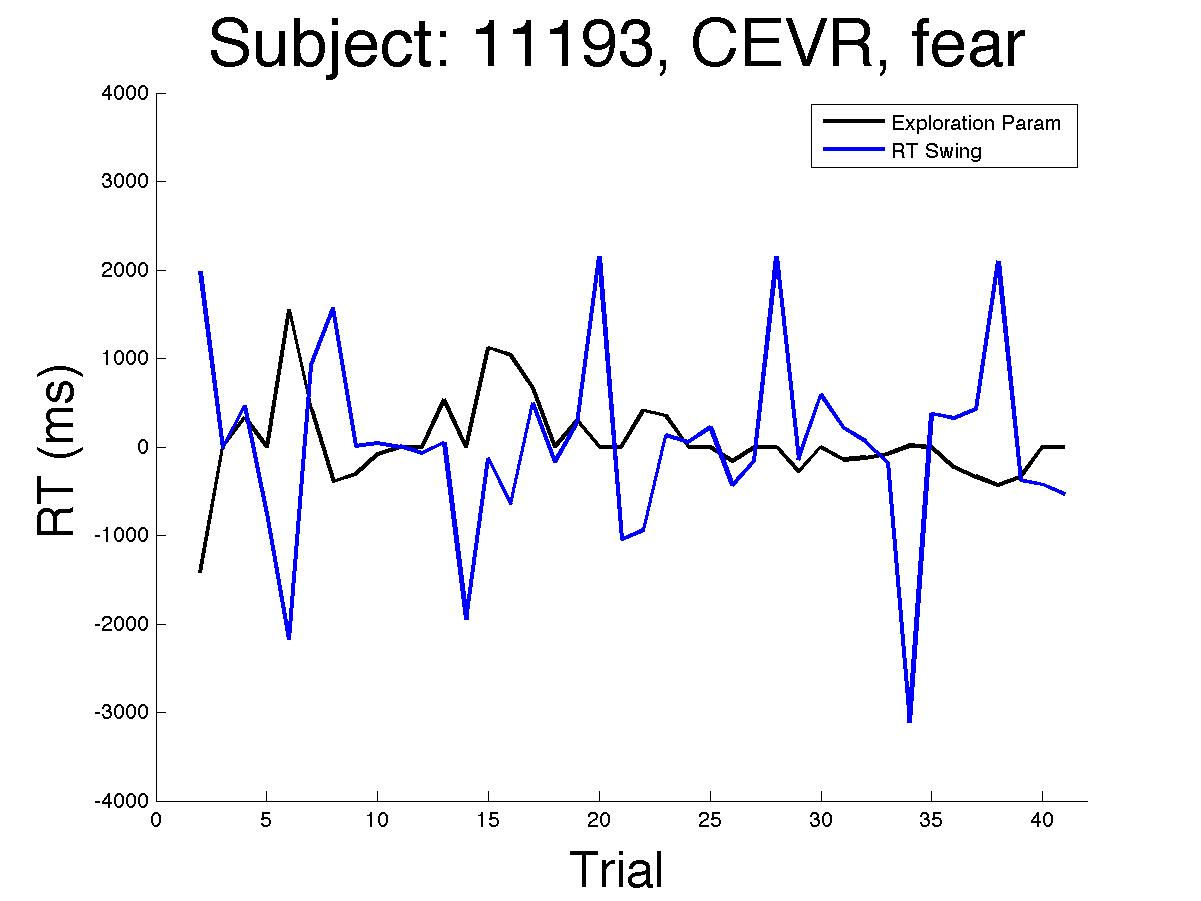 Subject: 11193, CEVR, fear
4000
3000
2000
1000
0
-1000
-2000
-3000
-4000
RT (ms)
Exploration Param
RT Swing
0 5 10 15 20 25 30 35 40
Trial